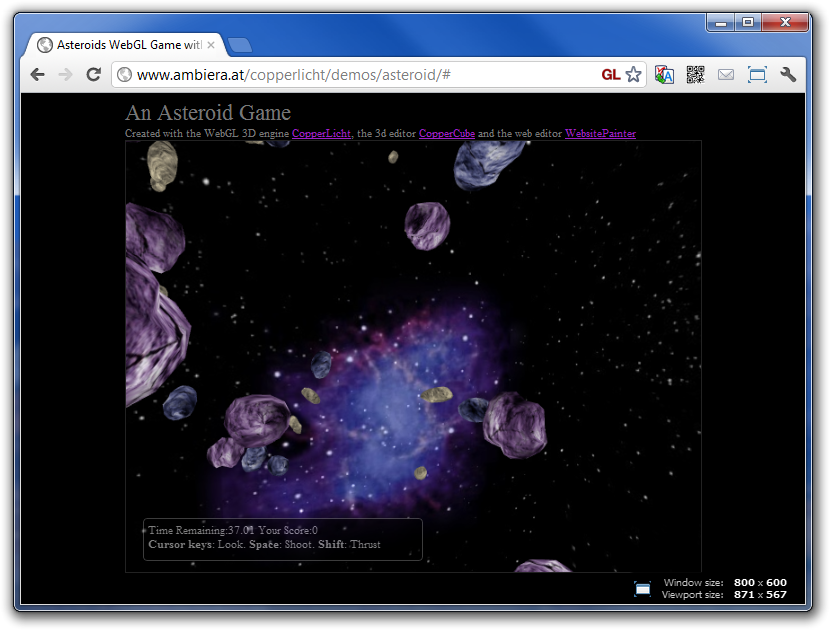 Asteroids WebGL Game wit
www.ambiera.at/copperlicht/demos/asteroid/#
GL
An Asteroid Game
Created with the WebGL 3D engine CopperLicht, the 3d editor CopperCube and the web editor WebsitePainter
Time Remaining:37.01 Your Score:0
Cursor keys: Look. Space: Shoot. Shift: Thrust
Window size: 800 x 600
Viewport size: 871 x 567